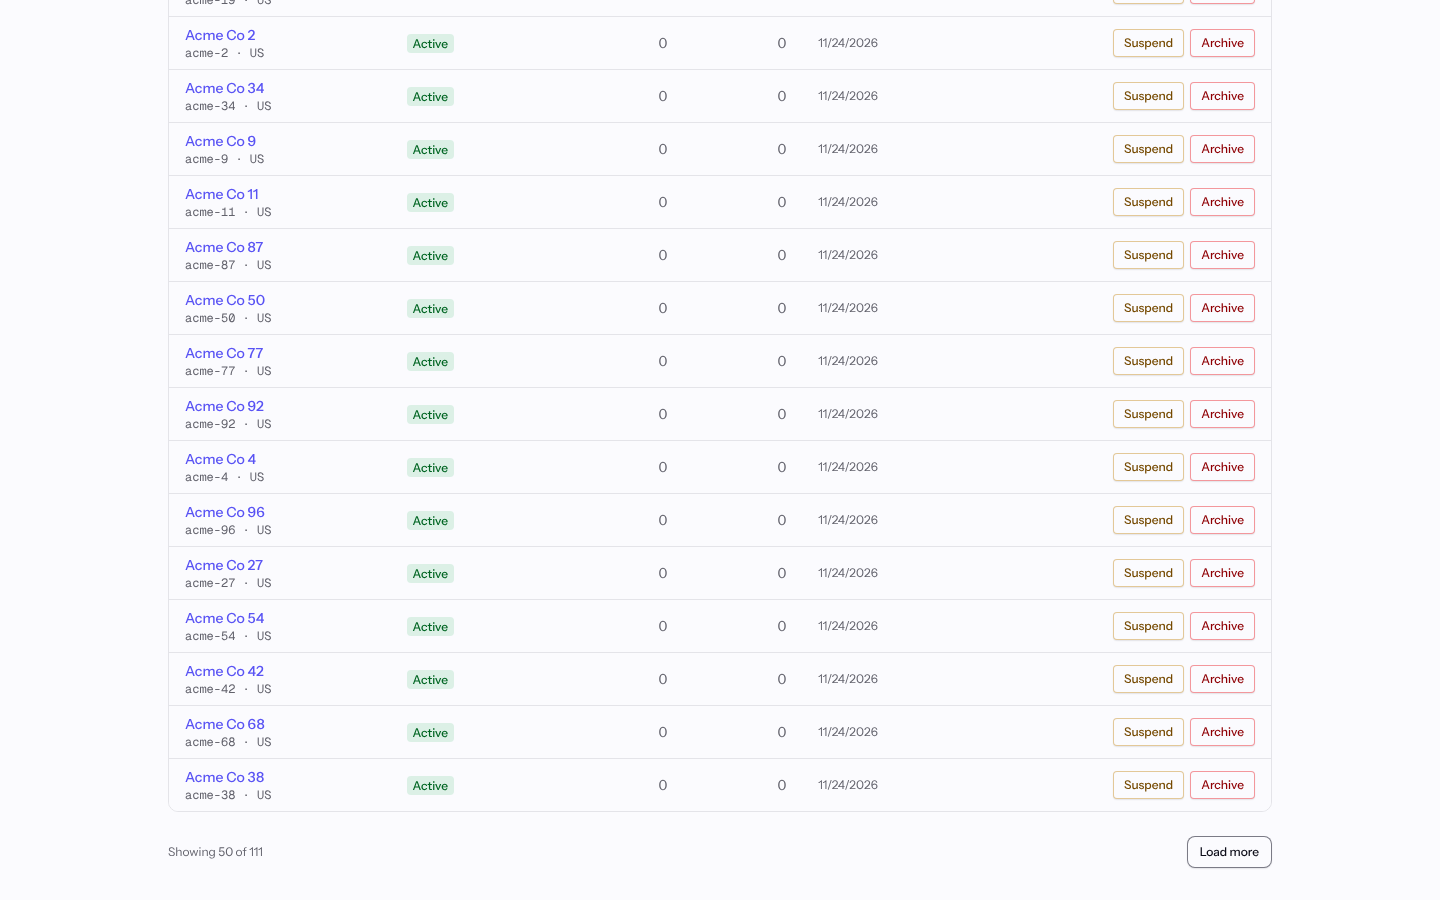 acme-19 · US
Acme Co 2
acme-2 · US
Active
0
0
11/24/2026
Suspend
Archive
Acme Co 34
acme-34 · US
Active
0
0
11/24/2026
Suspend
Archive
Acme Co 9
acme-9 · US
Active
0
0
11/24/2026
Suspend
Archive
Acme Co 11
acme-11 · US
Active
0
0
11/24/2026
Suspend
Archive
Acme Co 87
acme-87 · US
Active
0
0
11/24/2026
Suspend
Archive
Acme Co 50
acme-50 · US
Active
0
0
11/24/2026
Suspend
Archive
Acme Co 77
acme-77 · US
Active
0
0
11/24/2026
Suspend
Archive
Acme Co 92
acme-92 · US
Active
0
0
11/24/2026
Suspend
Archive
Acme Co 4
acme-4 · US
Active
0
0
11/24/2026
Suspend
Archive
Acme Co 96
acme-96 · US
Active
0
0
11/24/2026
Suspend
Archive
Acme Co 27
acme-27 · US
Active
0
0
11/24/2026
Suspend
Archive
Acme Co 54
acme-54 · US
Active
0
0
11/24/2026
Suspend
Archive
Acme Co 42
acme-42 · US
Active
0
0
11/24/2026
Suspend
Archive
Acme Co 68
acme-68 · US
Active
0
0
11/24/2026
Suspend
Archive
Acme Co 38
acme-38 · US
Active
0
0
11/24/2026
Suspend
Archive
Showing 50 of 111
Load more